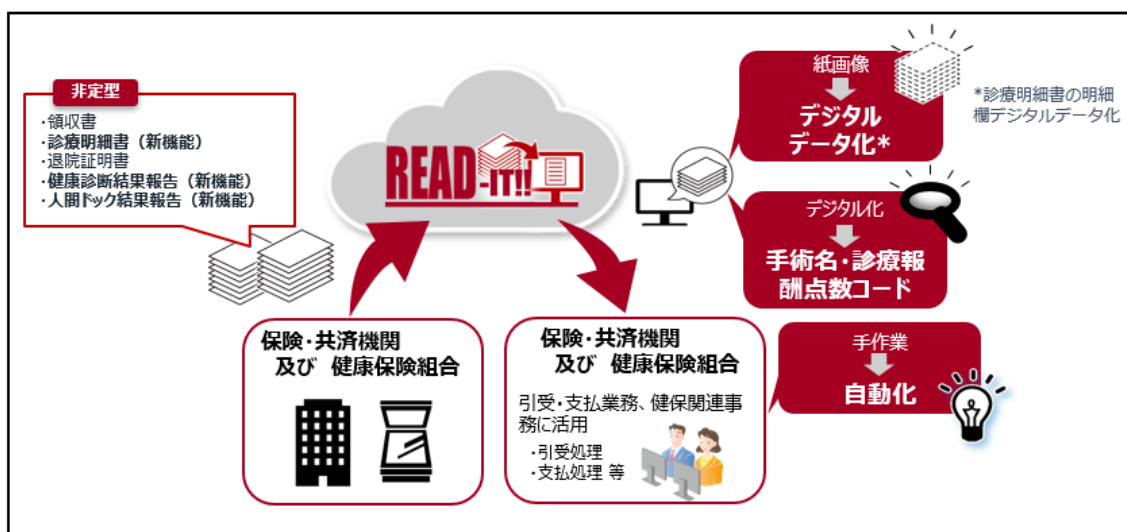 非定型
・領収書
・診療明細書（新機能）
・退院証明書
・健康診断結果報告（新機能）
・人間ドック結果報告（新機能）
READ-IT!!
紙画像
デジタル
データ化*
*診療明細書の明細
欄デジタルデータ化
デジタル化
手術名・診療報
酬点数コード
手作業
自動化
保険・共済機関
及び 健康保険組合
保険・共済機関
及び 健康保険組合
引受・支払業務、健保関連事
務に活用
・引受処理
・支払処理 等